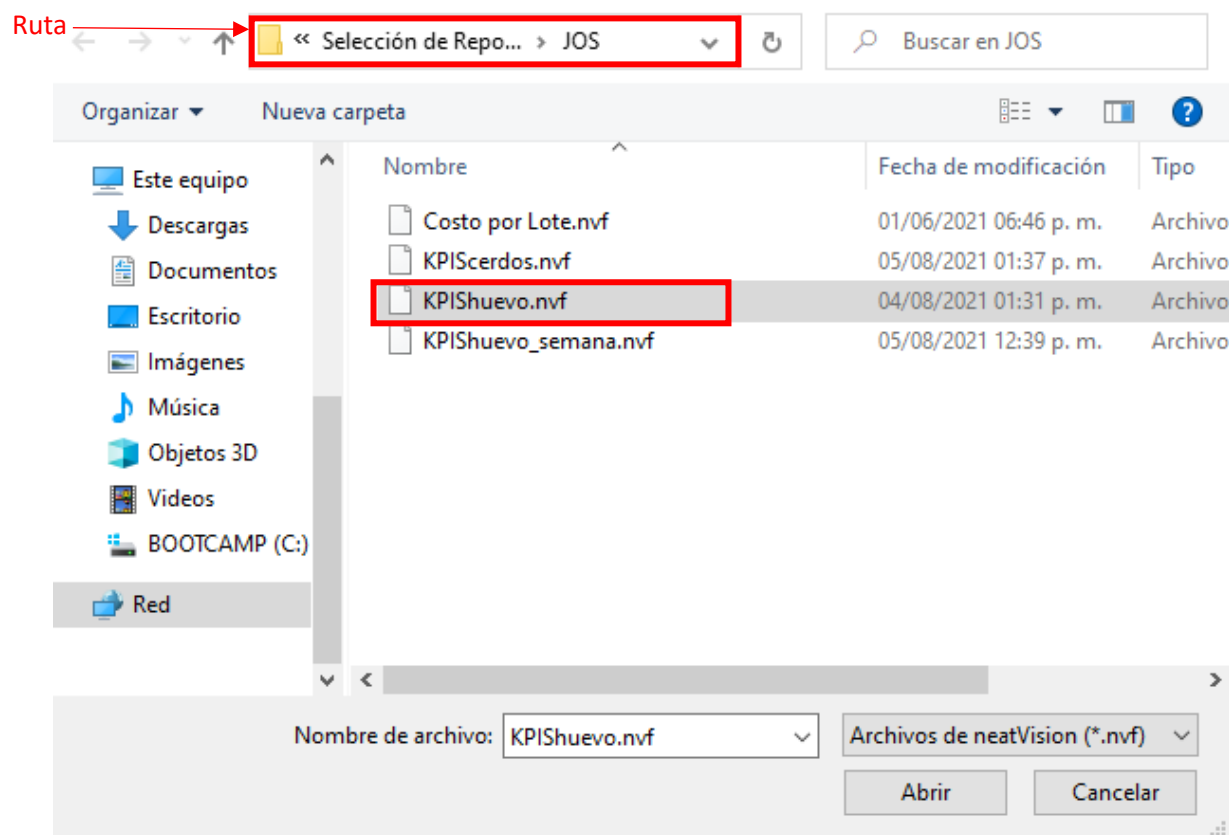 Ruta
« Selección de Repo... › JOS
Buscar en JOS
Organizar
Nueva carpeta
Nombre
Fecha de modificación
Tipo
Este equipo
Descargas
Documentos
Escritorio
Imágenes
Música
Objetos 3D
Videos
BOOTCAMP (C:)
Red
Costo por Lote.nvf 01/06/2021 06:46 p. m. Archivo
KPIScerdos.nvf 05/08/2021 01:37 p. m. Archivo
KPIShuevo.nvf 04/08/2021 01:31 p. m. Archivo
KPIShuevo_semana.nvf 05/08/2021 12:39 p. m. Archivo
Nombre de archivo: KPIShuevo.nvf
Archivos de neatVision (*.nvf)
Abrir
Cancelar